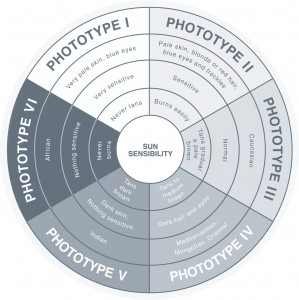 SUN
SENSIBILITY
PHOTOTYPE I
Very pale skin, blue eyes
Very sensitive
Never tans
PHOTOTYPE II
Pale skin, blonde or red hair,
blue eyes and freckles
Sensitive
Burns easily
PHOTOTYPE III
Caucasian
Normal
Tans gradual
to a pale
brown
PHOTOTYPE IV
Mediterranean,
Mongolian, Oriental
Dark hair and eyes
Tans to
medium
brown
PHOTOTYPE V
Indian
Dark skin,
Nothing sensitive
Tans
dark
brown
PHOTOTYPE VI
African
Nothing sensitive
Never
burns